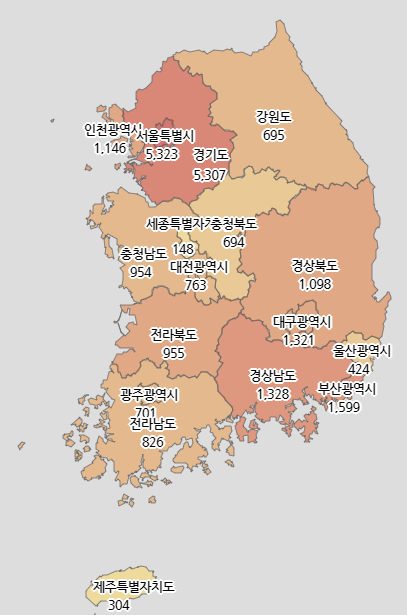 강원도
695
인천광역시
1,146
서울특별시
5,323
경기도
5,307
세종특별자치
148
충청북도
694
충청남도
954
대전광역시
763
경상북도
1,098
대구광역시
1,321
전라북도
955
울산광역시
424
경상남도
1,328
부산광역시
1,599
광주광역시
701
전라남도
826
제주특별자치도
304